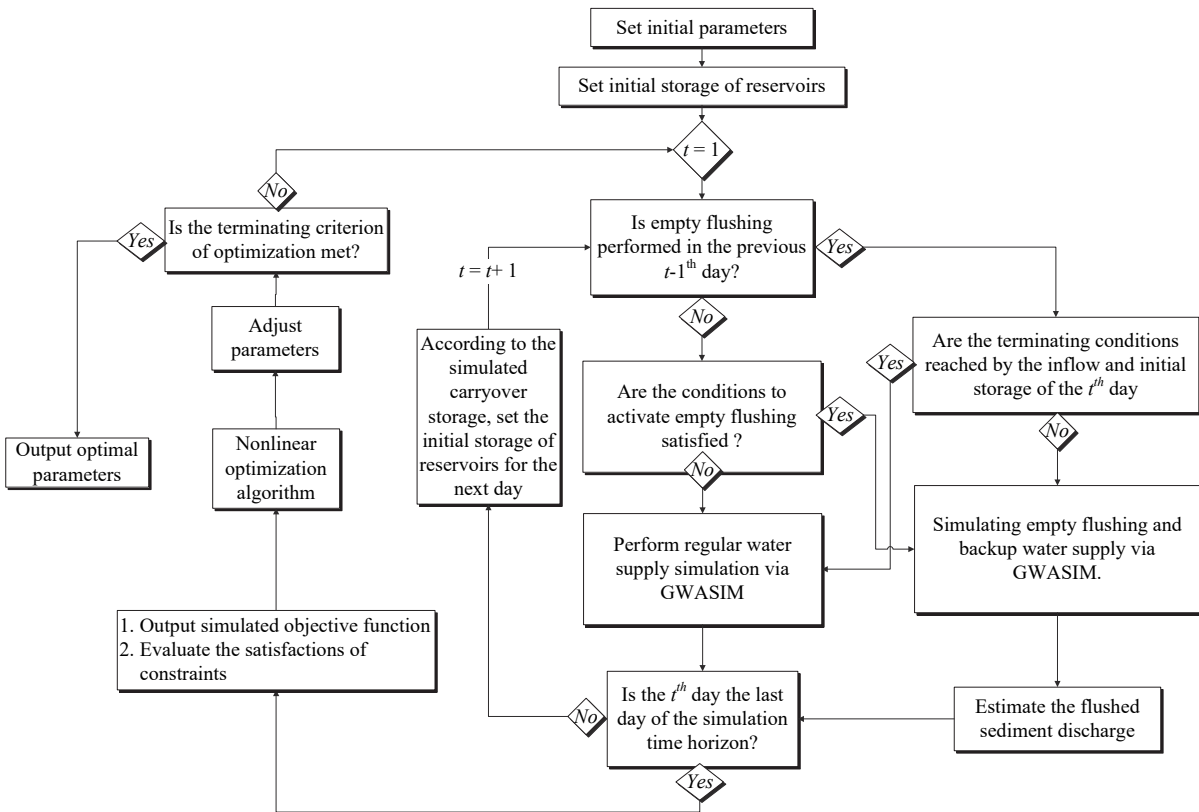 Set initial parameters
Set initial storage of reservoirs
t = 1
No
Is the terminating criterion
of optimization met?
Yes
Is empty flushing
performed in the previous
t-1th day?
Yes
t = t+ 1
No
Adjust
parameters
According to the
simulated
carryover
storage, set the
initial storage of
reservoirs for the
next day
Are the terminating conditions
reached by the inflow and initial
storage of the tth day
Yes
Are the conditions to
activate empty flushing
satisfied ?
Yes
No
No
Output optimal
parameters
Nonlinear
optimization
algorithm
Perform regular water
supply simulation via
GWASIM
Simulating empty flushing and
backup water supply via
GWASIM.
1. Output simulated objective function
2. Evaluate the satisfactions of
constraints
Is the tth day the last
day of the simulation
time horizon?
No
Estimate the flushed
sediment discharge
Yes